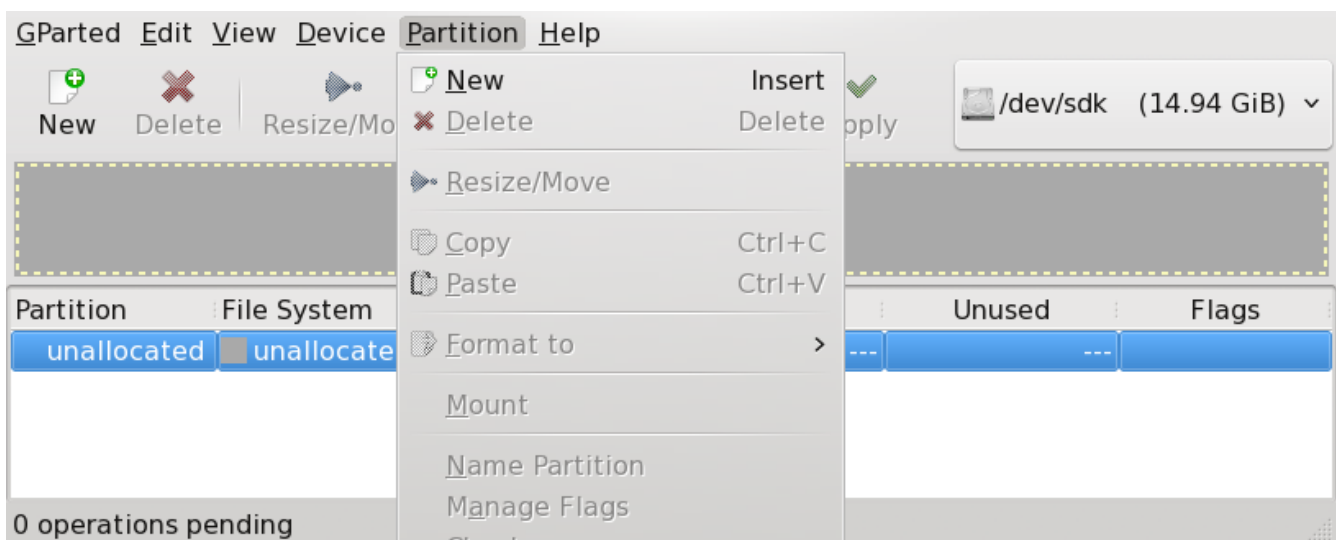 GParted Edit View Device Partition Help
New Delete Resize/Mo pply /dev/sdk (14.94 GiB)
New Insert
Delete Delete
Resize/Move
Copy Ctrl+C
Paste Ctrl+V
Format to
Mount
Name Partition
Manage Flags
Partition File System Unused Flags
unallocated unallocate --- ---
0 operations pending